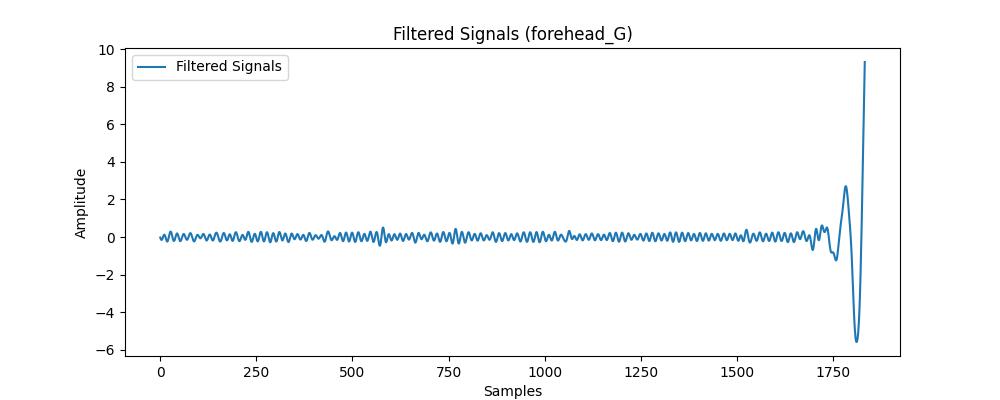 Filtered Signals (forehead_G)
Filtered Signals
Amplitude
10
8
6
4
2
0
−2
−4
−6
0 250 500 750 1000 1250 1500 1750
Samples